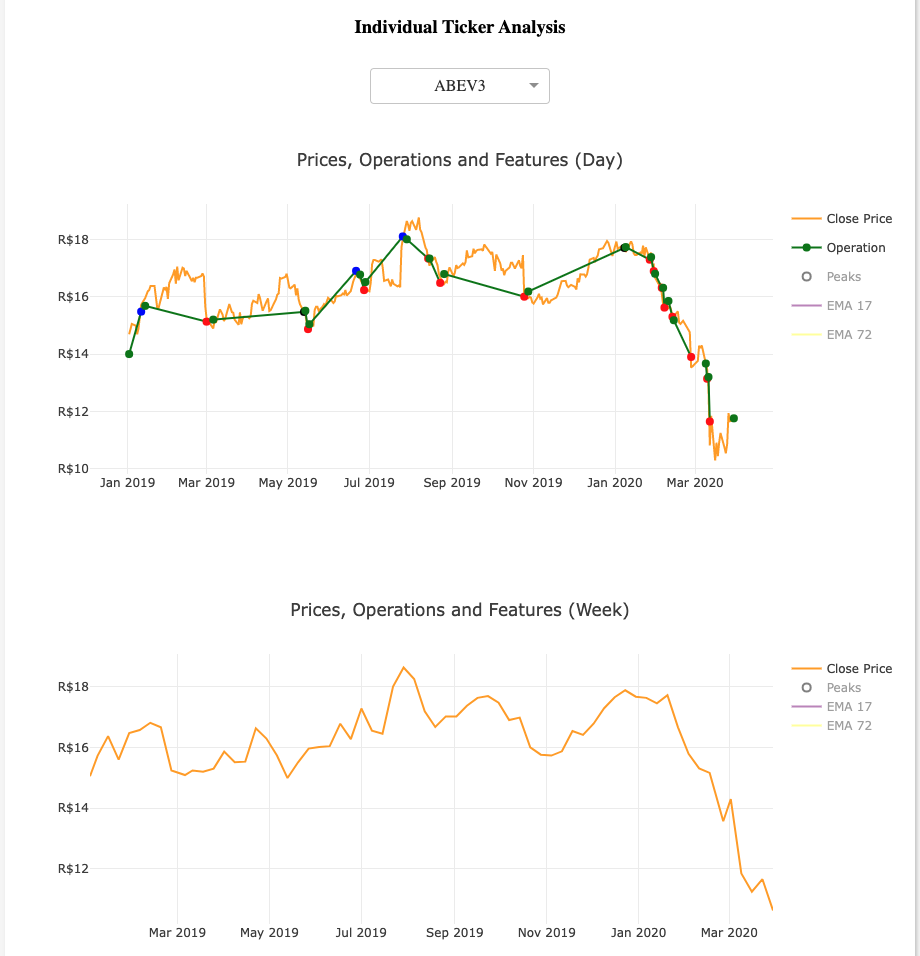 Individual Ticker Analysis
ABEV3
Prices, Operations and Features (Day)
R$18
R$16
R$14
R$12
R$10
Jan 2019 Mar 2019 May 2019 Jul 2019 Sep 2019 Nov 2019 Jan 2020 Mar 2020
Close Price
Operation
Peaks
EMA 17
EMA 72
Prices, Operations and Features (Week)
R$18
R$16
R$14
R$12
Mar 2019 May 2019 Jul 2019 Sep 2019 Nov 2019 Jan 2020 Mar 2020
Close Price
Peaks
EMA 17
EMA 72